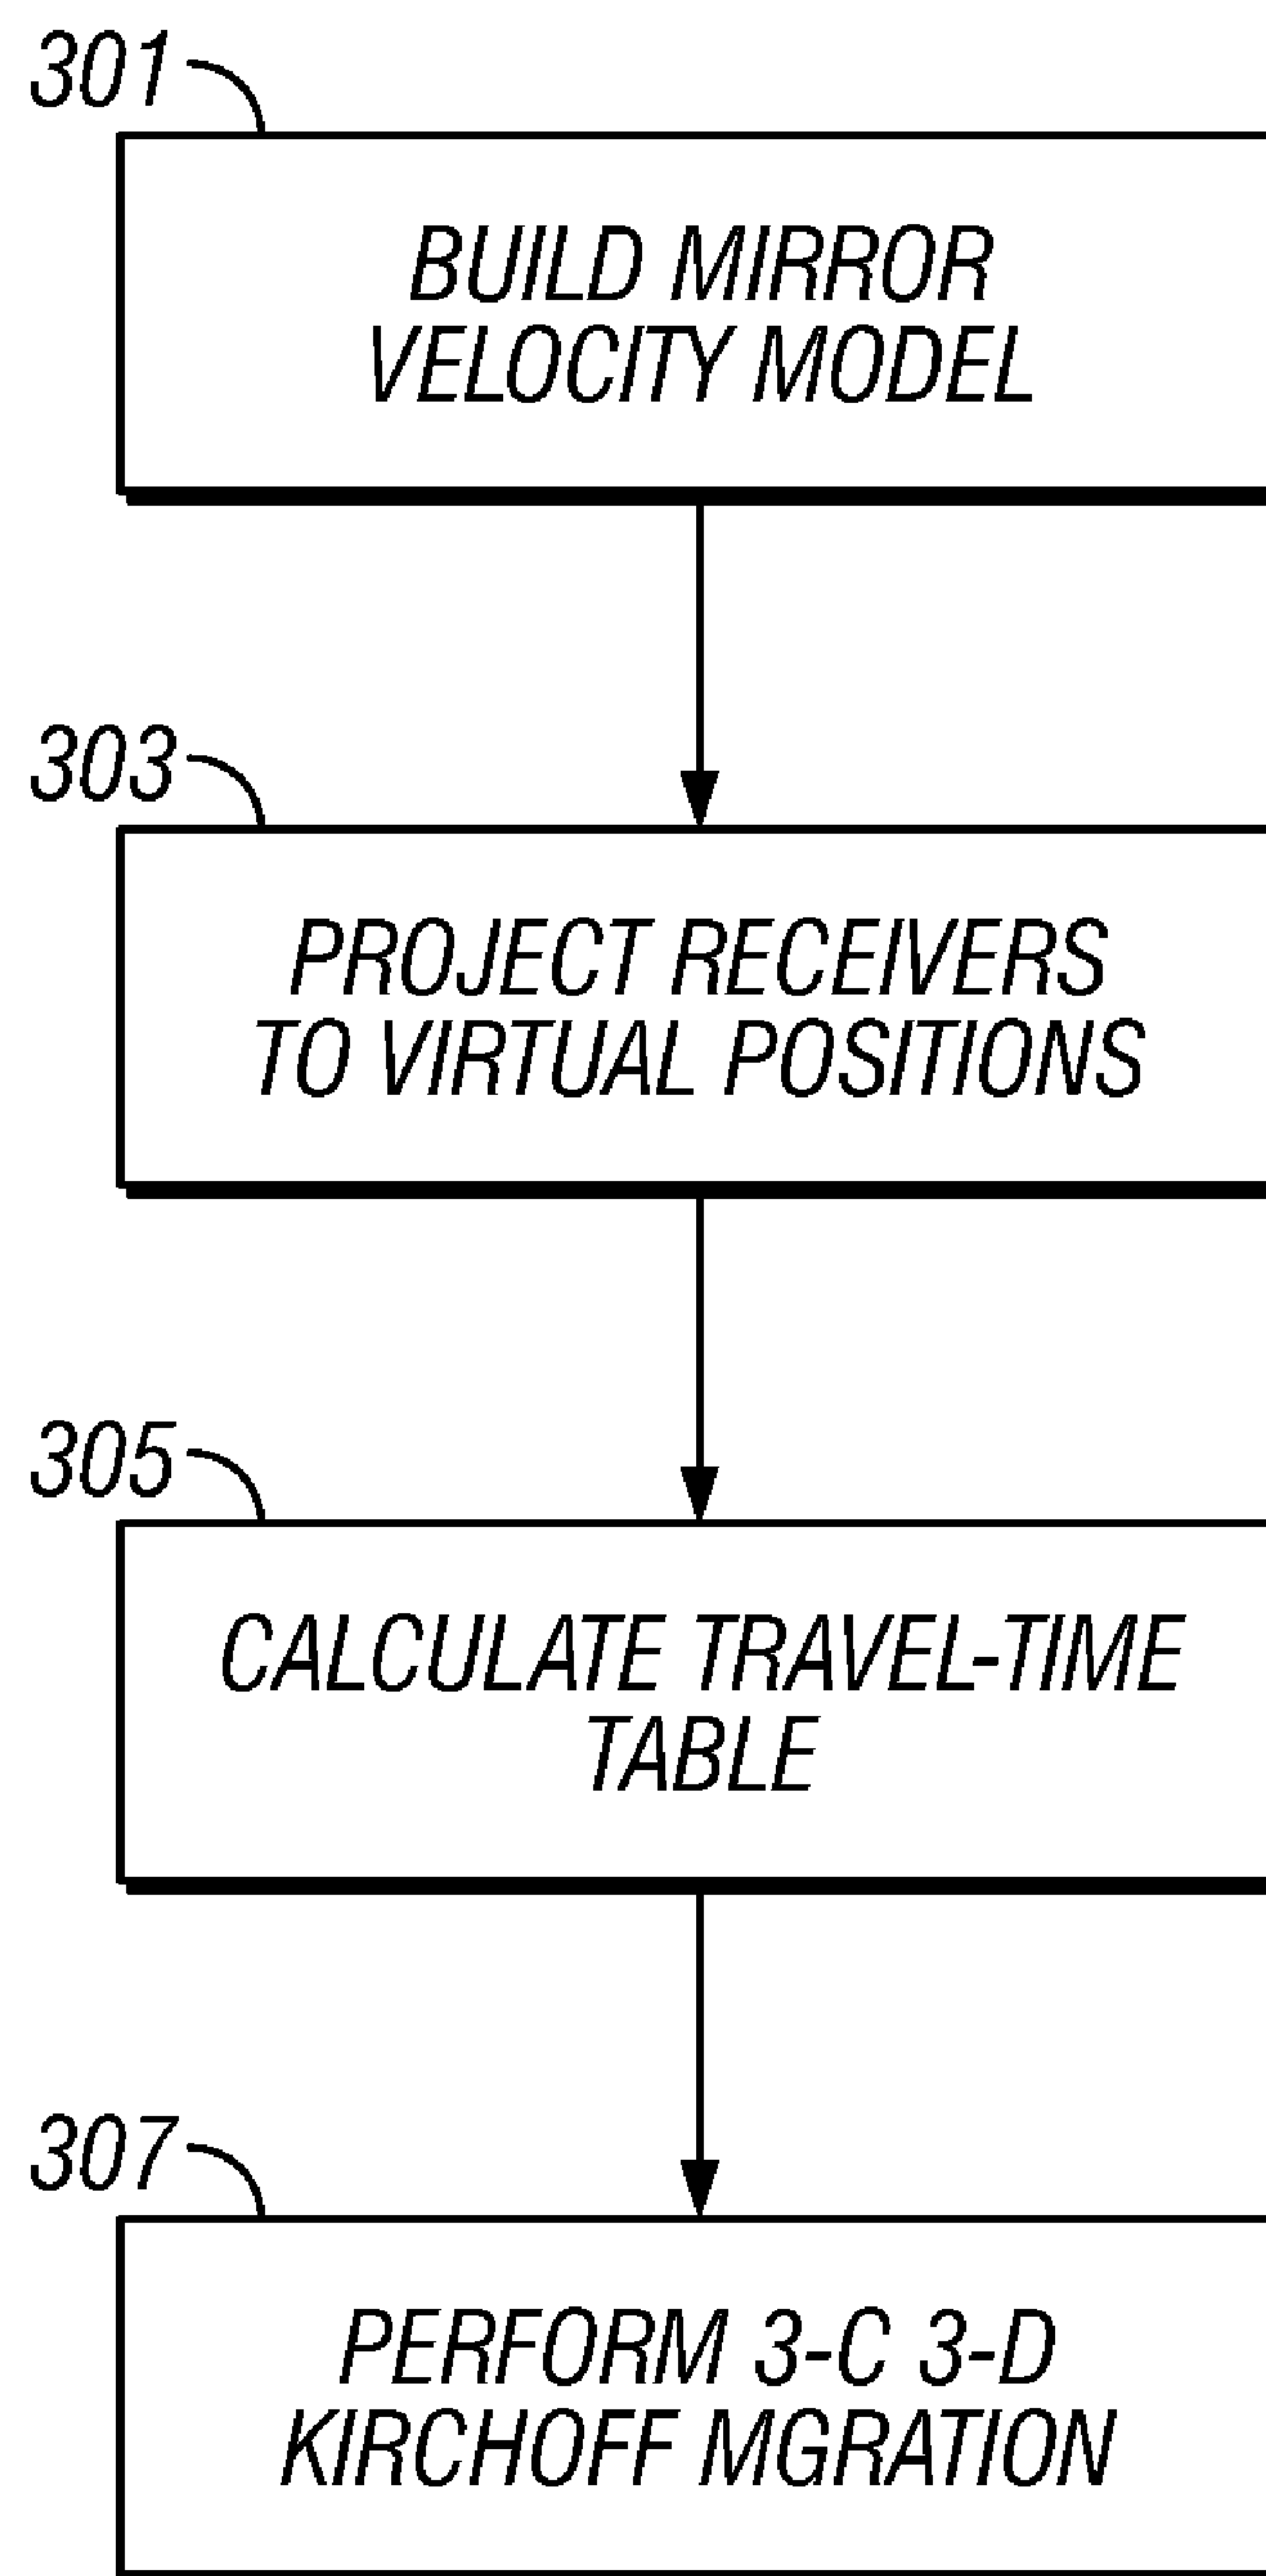 301
BUILD MIRROR
VELOCITY MODEL
303
PROJECT RECEIVERS
TO VIRTUAL POSITIONS
305
CALCULATE TRAVEL-TIME
TABLE
307
PERFORM 3-C 3-D
KIRCHOFF MGRATION